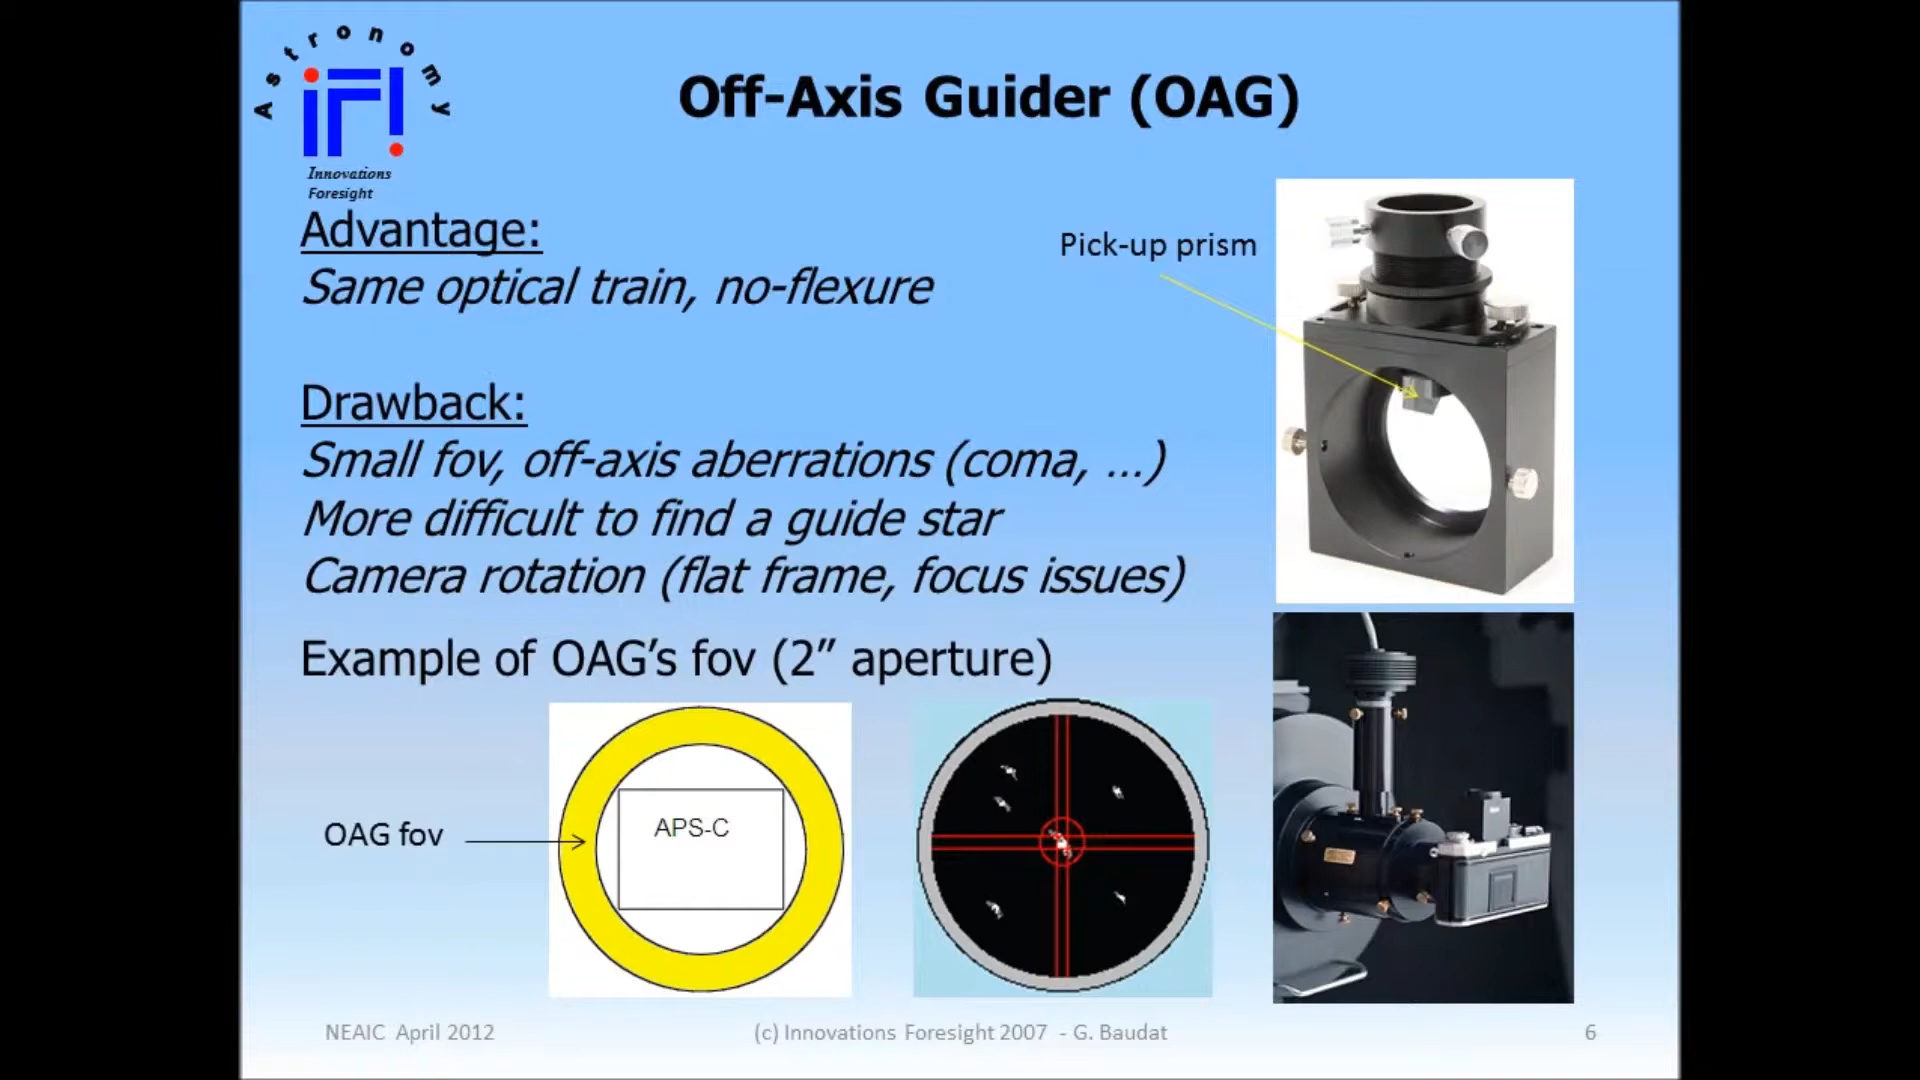 Astronomy
iFi
Innovations
Foresight
Off-Axis Guider (OAG)
Advantage:
Same optical train, no-flexure
Pick-up prism
Drawback:
Small fov, off-axis aberrations (coma, ...)
More difficult to find a guide star
Camera rotation (flat frame, focus issues)
Example of OAG's fov (2” aperture)
OAG fov
APS-C
NEAIC April 2012
(c) Innovations Foresight 2007 - G. Baudat
6